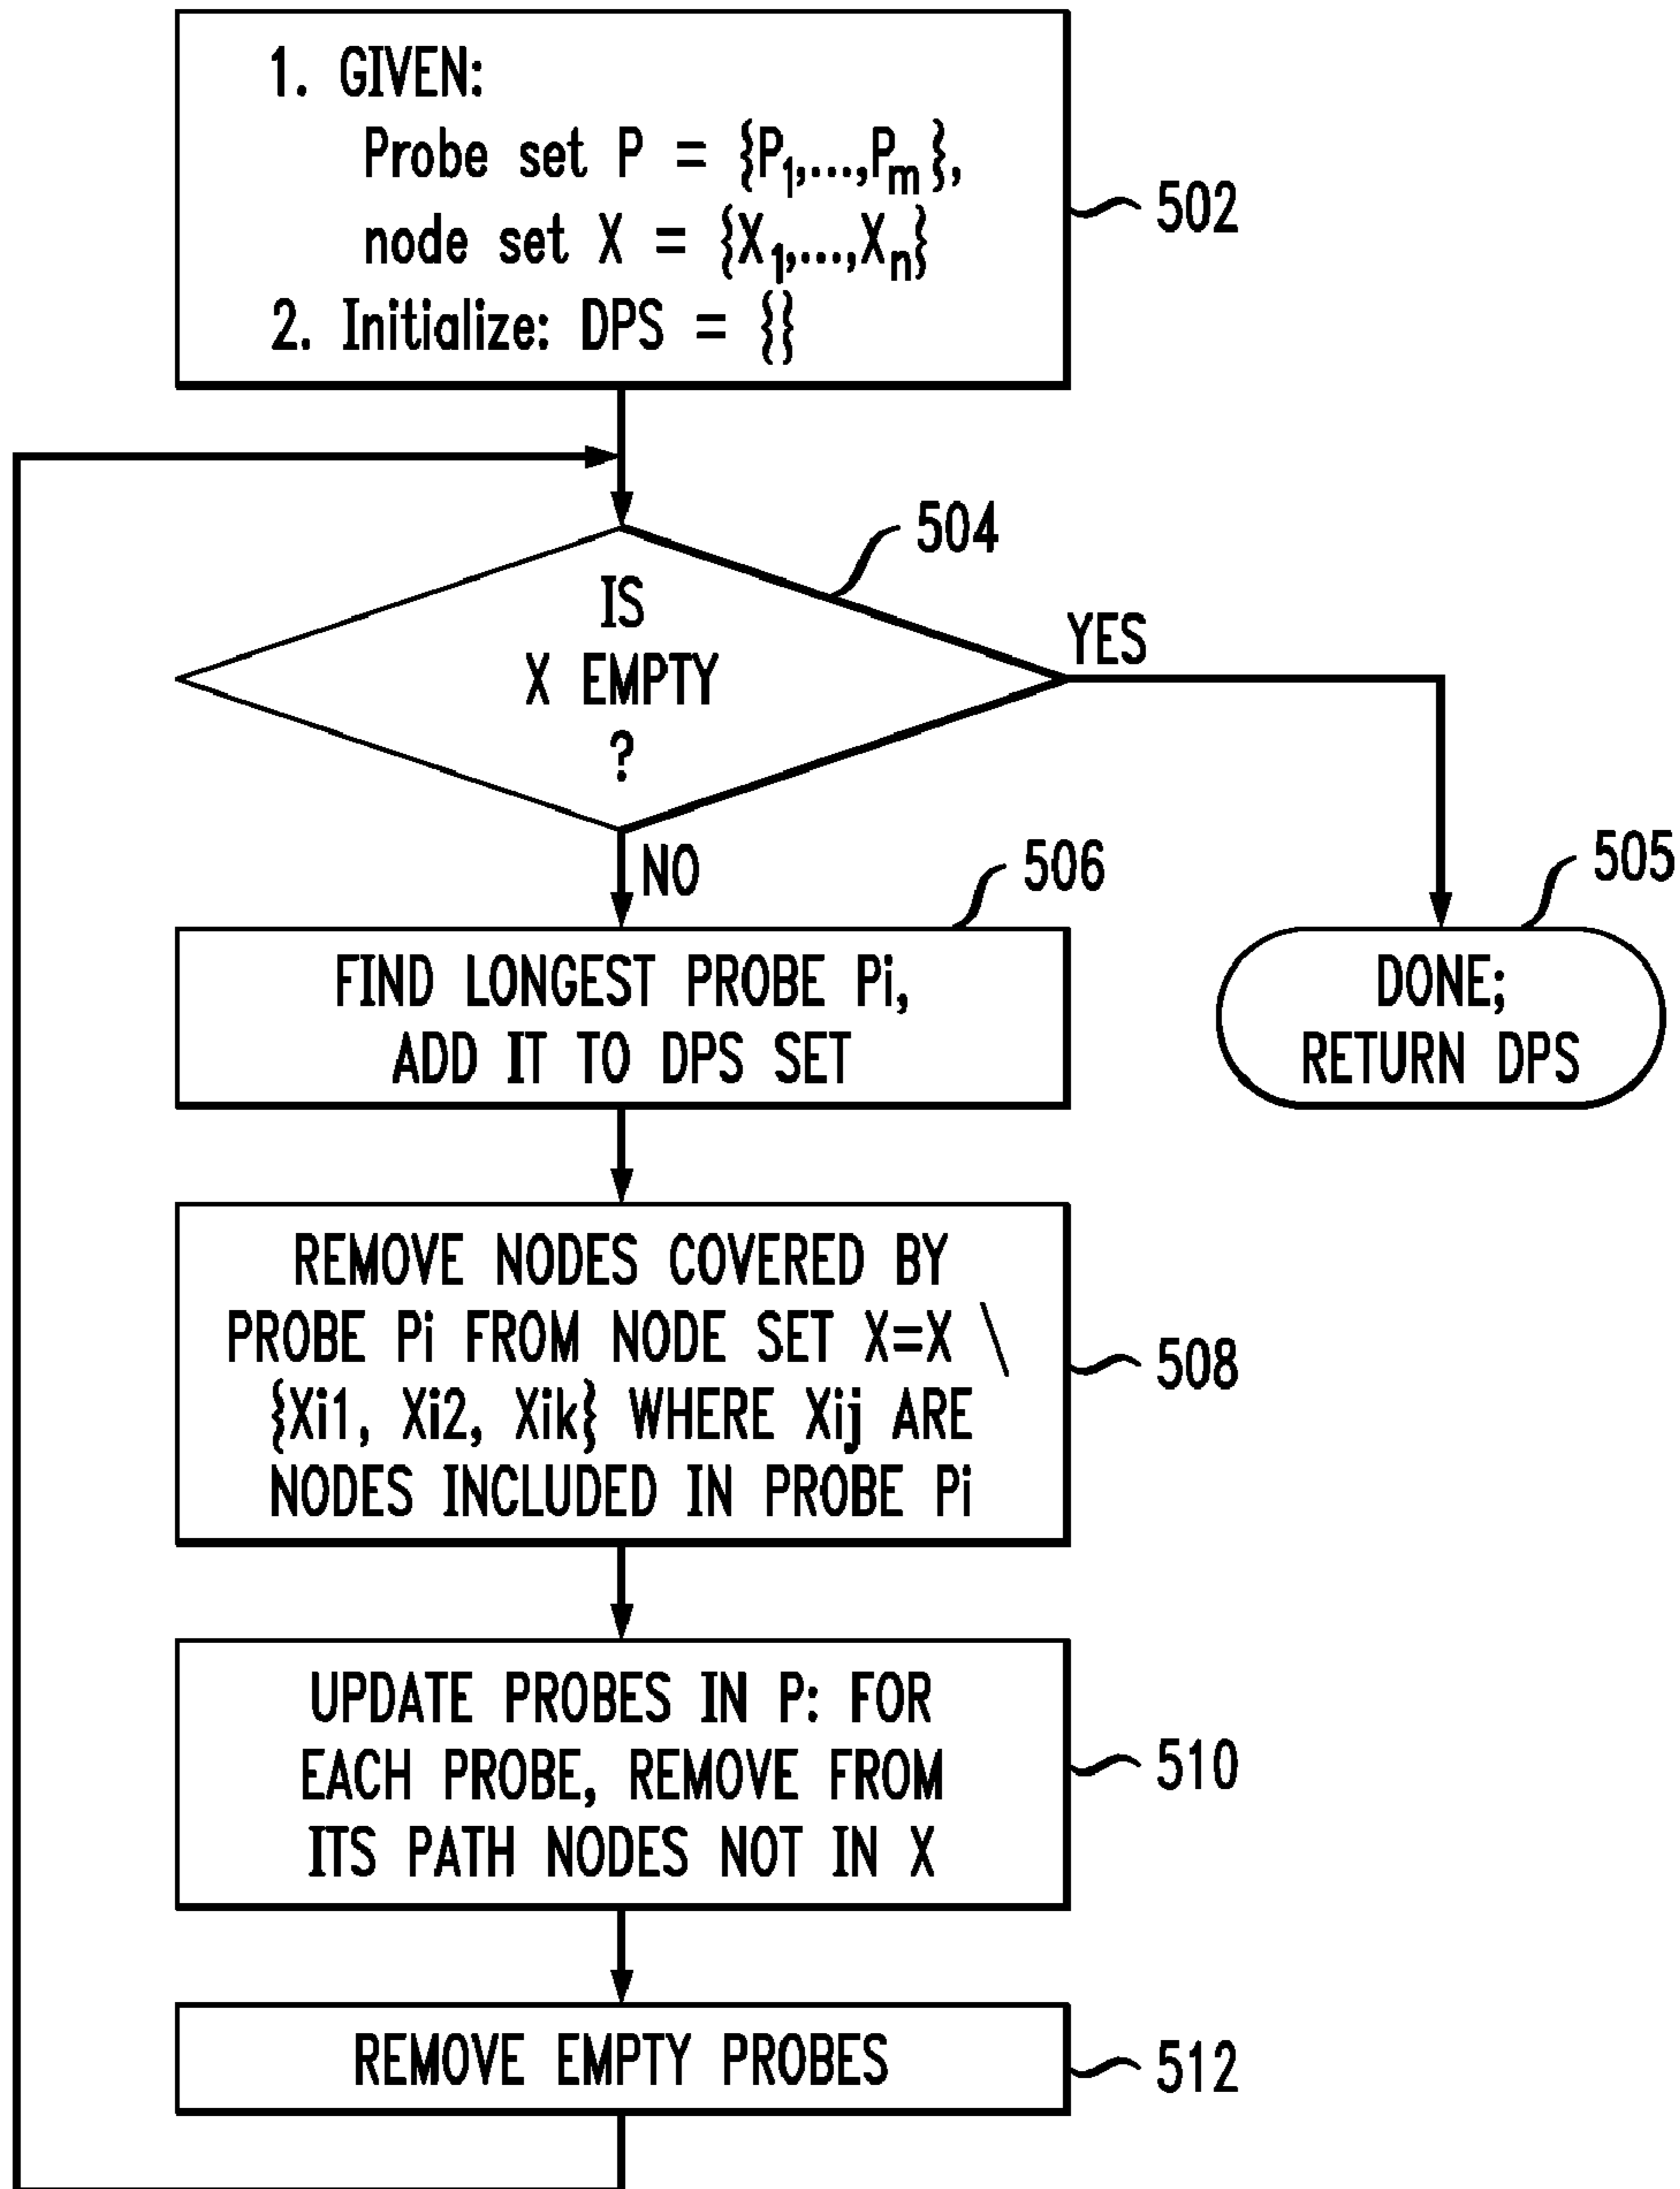 1. GIVEN:
Probe set P = {P1,...,Pm},
node set X = {X1,...,Xn}
2. Initialize: DPS = {}
502
504
IS
X EMPTY
?
YES
NO
506
505
FIND LONGEST PROBE Pi,
ADD IT TO DPS SET
DONE;
RETURN DPS
REMOVE NODES COVERED BY
PROBE Pi FROM NODE SET X=X \
{Xi1, Xi2, Xik} WHERE Xij ARE
NODES INCLUDED IN PROBE Pi
508
UPDATE PROBES IN P: FOR
EACH PROBE, REMOVE FROM
ITS PATH NODES NOT IN X
510
REMOVE EMPTY PROBES
512